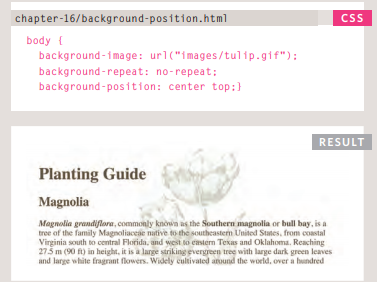 chapter-16/background-position.html CSS
body {
background-image: url("images/tulip.gif");
background-repeat: no-repeat;
background-position: center top;}
RESULT
Planting Guide
Magnolia
Magnolia grandiflora, commonly known as the Southern magnolia or bull bay, is a
tree of the family Magnoliaceae native to the southeastern United States, from coastal
Virginia south to central Florida, and west to eastern Texas and Oklahoma. Reaching
27.5 m (90 ft) in height, it is a large striking evergreen tree with large dark green leaves
and large white fragrant flowers. Widely cultivated around the world, over a hundred